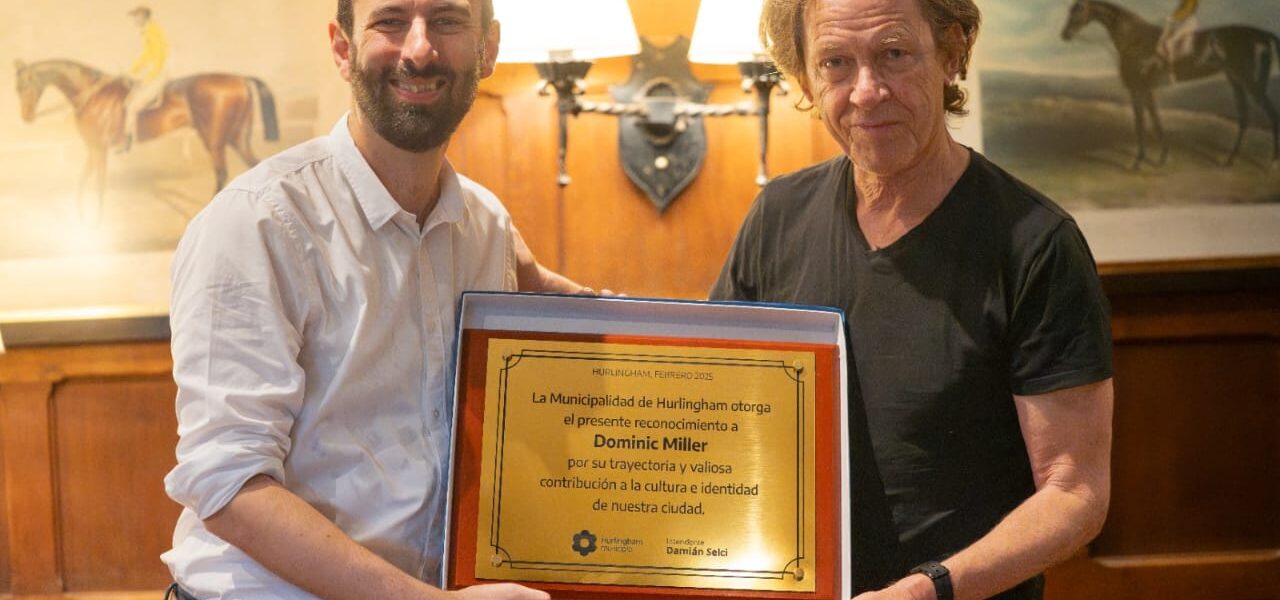 HURLINGHAM, FEBRERO 2025
La Municipalidad de Hurlingham otorga
el presente reconocimiento a
Dominic Miller
por su trayectoria y valiosa
contribución a la cultura e identidad
de nuestra ciudad.
Hurlingham
municipio
Intendente
Damián Selci